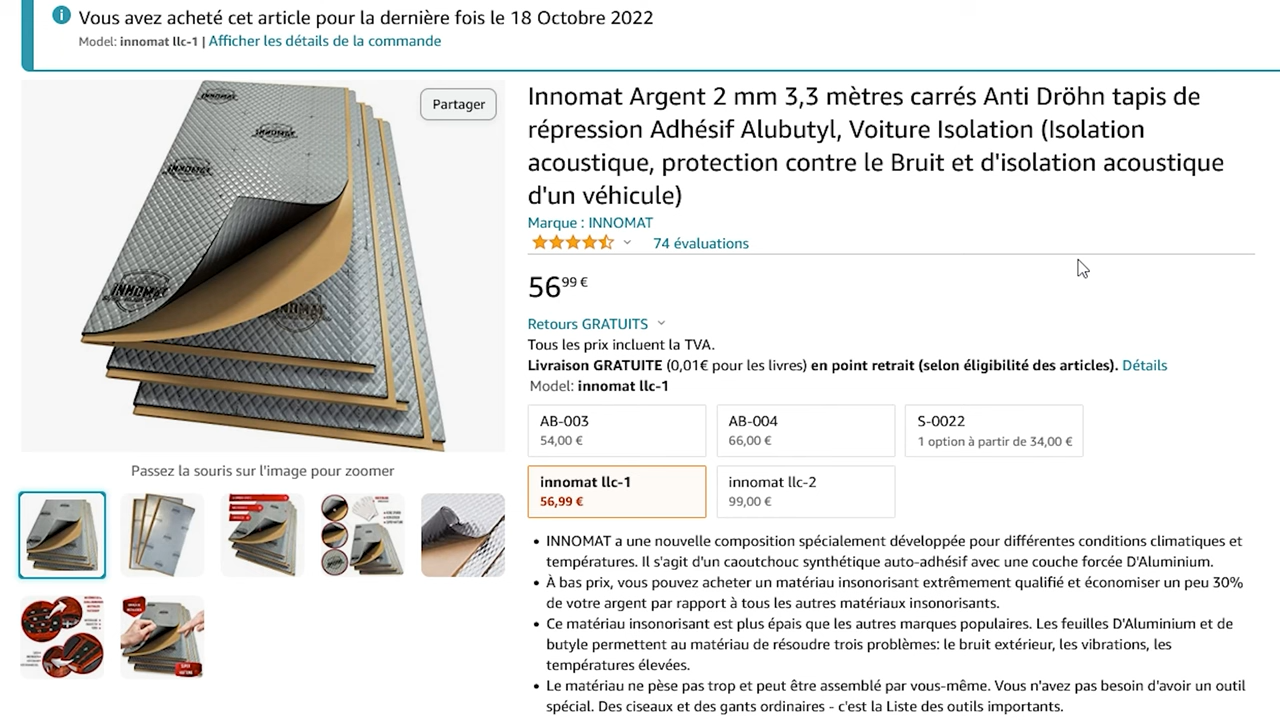 Vous avez acheté cet article pour la dernière fois le 18 Octobre 2022
Model: innomat llc-1 | Afficher les détails de la commande
Partager
INNOMAT
INNOMAT
INNOMAT
INNOMAT
Passez la souris sur l'image pour zoomer
Innomat Argent 2 mm 3,3 mètres carrés Anti Dröhn tapis de
répression Adhésif Alubutyl, Voiture Isolation (Isolation
acoustique, protection contre le Bruit et d'isolation acoustique
d'un véhicule)
Marque : INNOMAT
74 évaluations
56,99 €
Retours GRATUITS
Tous les prix incluent la TVA.
Livraison GRATUITE (0,01€ pour les livres) en point retrait (selon éligibilité des articles). Détails
Model: innomat llc-1
AB-003
54,00 €
AB-004
66,00 €
S-0022
1 option à partir de 34,00 €
innomat llc-1
56,99 €
innomat llc-2
99,00 €
• INNOMAT a une nouvelle composition spécialement développée pour différentes conditions climatiques et
températures. Il s'agit d'un caoutchouc synthétique auto-adhésif avec une couche forcée D'Aluminium.
• À bas prix, vous pouvez acheter un matériau insonorisant extrêmement qualifié et économiser un peu 30%
de votre argent par rapport à tous les autres matériaux insonorisants.
• Ce matériau insonorisant est plus épais que les autres marques populaires. Les feuilles D'Aluminium et de
butyle permettent au matériau de résoudre trois problèmes: le bruit extérieur, les vibrations, les
températures élevées.
• Le matériau ne pèse pas trop et peut être assemblé par vous-même. Vous n'avez pas besoin d'avoir un outil
spécial. Des ciseaux et des gants ordinaires - c'est la Liste des outils importants.